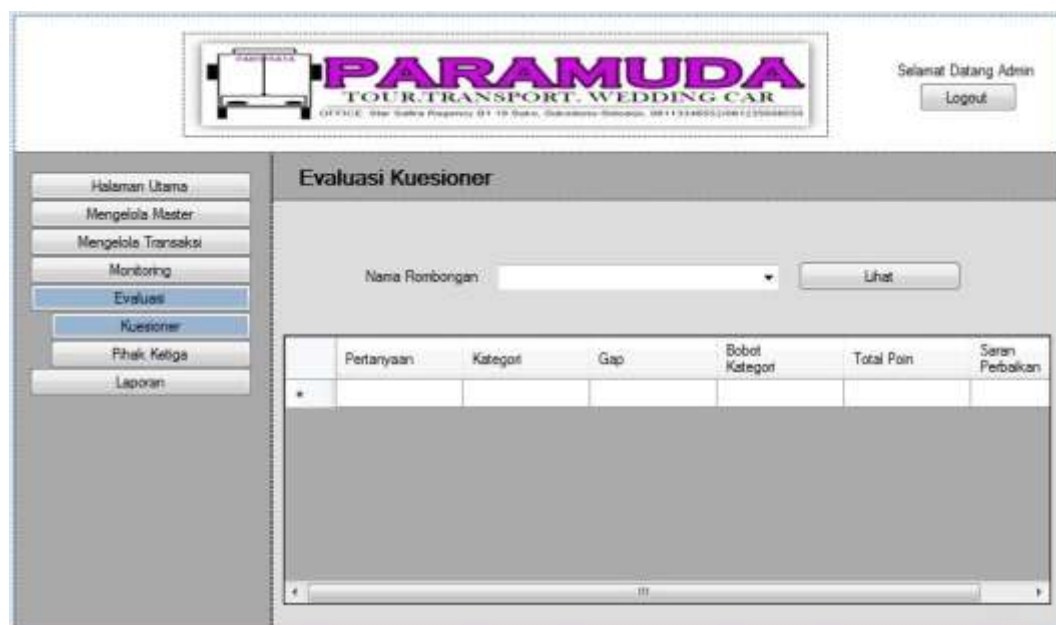 PARAMUDA
TOUR.TRANSPORT. WEDDING CAR
Selamat Datang Admin
Logout
Halaman Utama
Mengelola Master
Mengelola Transaksi
Monitoring
Evaluasi
Kuesioner
Pihak Ketiga
Laporan
Evaluasi Kuesioner
Nama Rombongan
Lihat
Pertanyaan
Kategori
Gap
Bobot
Kategori
Total Poin
Saran
Perbaikan